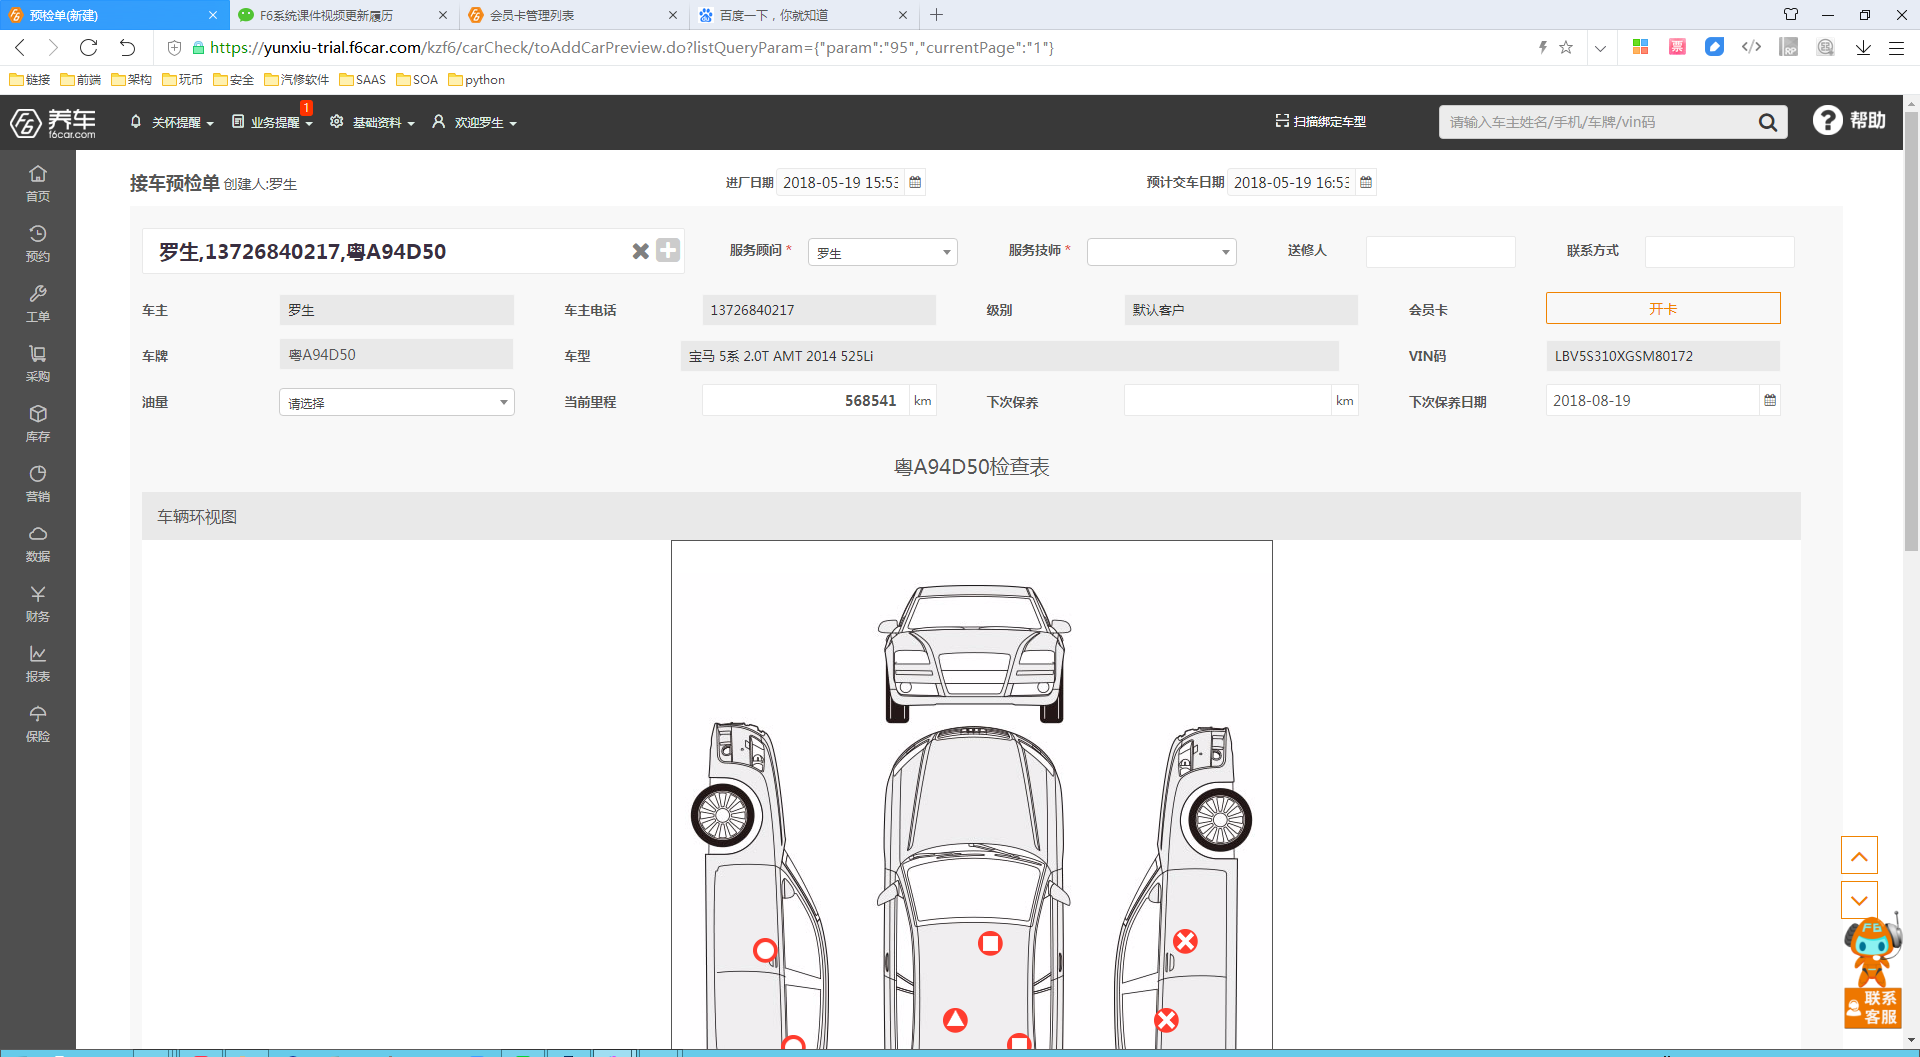 预检单(新建)
F6系统课件视频更新履历
会员卡管理列表
百度一下，你就知道
https://yunxiu-trial.f6car.com/kzf6/carCheck/toAddCarPreview.do?listQueryParam={"param":"95","currentPage":"1"}
票
RP
链接
前端
架构
玩币
安全
汽修软件
SAAS
SOA
python
养车
f6car.com
关怀提醒
业务提醒
1
基础资料
欢迎罗生
扫描绑定车型
请输入车主姓名/手机/车牌/vin码
帮助
首页
预约
工单
采购
库存
营销
数据
财务
报表
保险
接车预检单 创建人:罗生
进厂日期 2018-05-19 15:53
预计交车日期 2018-05-19 16:53
罗生,13726840217,粤A94D50
服务顾问 * 罗生
服务技师 *
送修人
联系方式
车主 罗生
车主电话 13726840217
级别 默认客户
会员卡 开卡
车牌 粤A94D50
车型 宝马 5系 2.0T AMT 2014 525Li
VIN码 LBV5S310XGSM80172
油量 请选择
当前里程 568541 km
下次保养 km
下次保养日期 2018-08-19
粤A94D50检查表
车辆环视图
F6
联系
客服